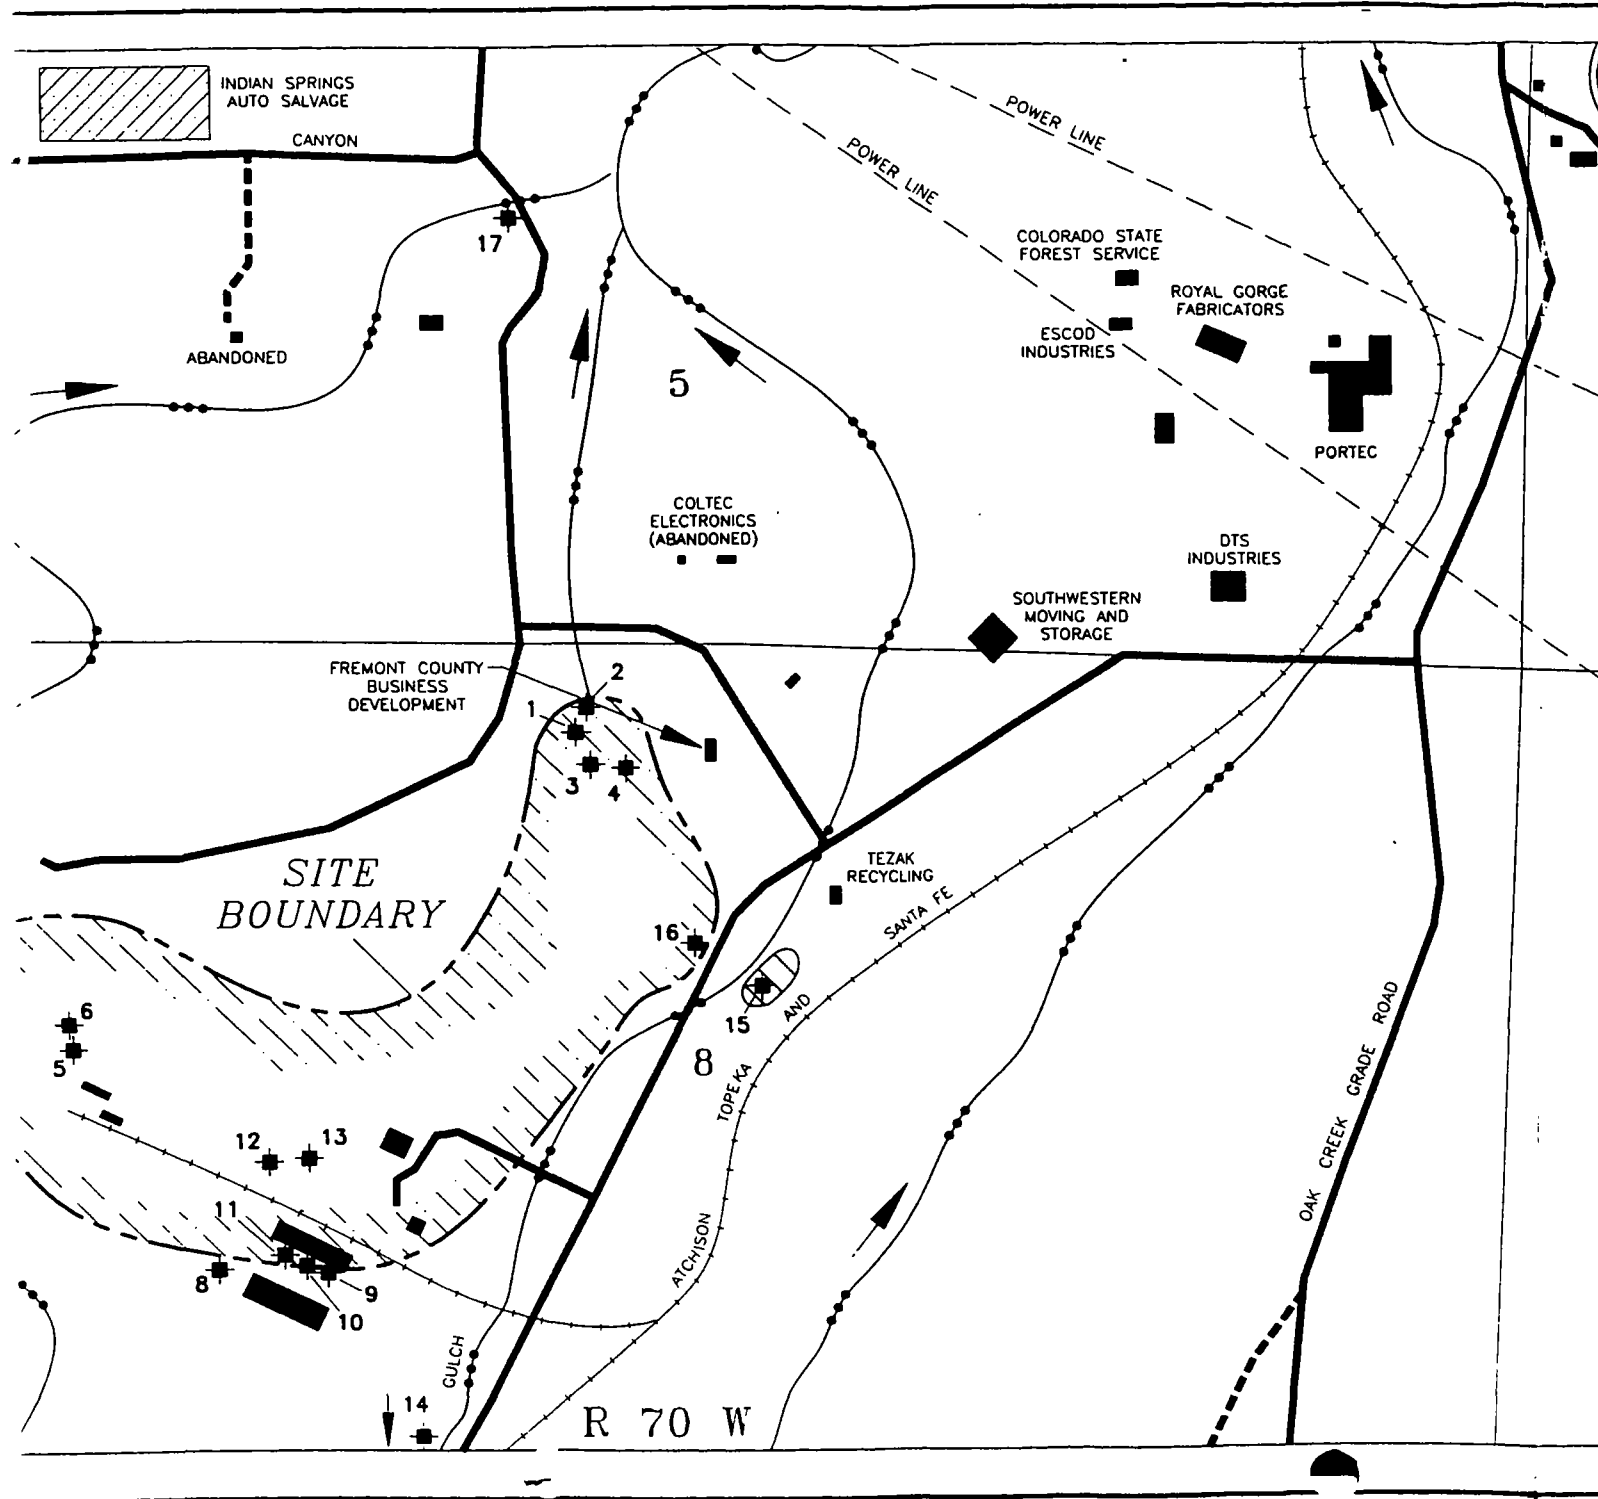 INDIAN SPRINGS
AUTO SALVAGE
CANYON
POWER LINE
POWER LINE
17
COLORADO STATE
FOREST SERVICE
ROYAL GORGE
FABRICATORS
ESCOD
INDUSTRIES
ABANDONED
5
PORTEC
COLTEC
ELECTRONICS
(ABANDONED)
DTS
INDUSTRIES
SOUTHWESTERN
MOVING AND
STORAGE
FREMONT COUNTY
BUSINESS
DEVELOPMENT
2
1
3
4
SITE
BOUNDARY
TEZAK
RECYCLING
16
SANTA FE
AND
15
8
TOPEKA
ATCHISON
6
5
12
13
11
8
9
10
OAK CREEK GRADE ROAD
GULCH
14
R 70 W